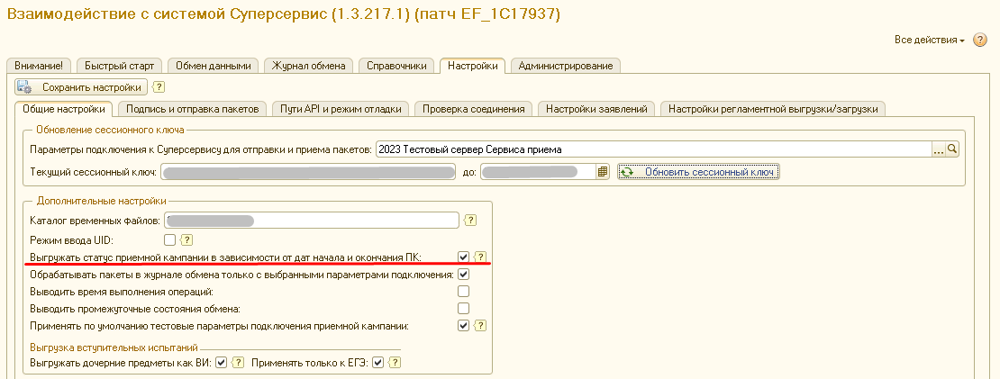 Взаимодействие с системой Суперсервис (1.3.217.1) (патч EF_1C17937)
Все действия ?
Внимание! Быстрый старт Обмен данными Журнал обмена Справочники Настройки Администрирование
Сохранить настройки ?
Общие настройки Подпись и отправка пакетов Пути API и режим отладки Проверка соединения Настройки заявлений Настройки регламентной выгрузки/загрузки
Обновление сессионного ключа
Параметры подключения к Суперсервису для отправки и приема пакетов: 2023 Тестовый сервер Сервиса приема ...
Текущий сессионный ключ: до: Обновить сессионный ключ
Дополнительные настройки
Каталог временных файлов: ?
Режим ввода UID: ?
Выгружать статус приемной кампании в зависимости от дат начала и окончания ПК: ?
Обрабатывать пакеты в журнале обмена только с выбранными параметрами подключения:
Выводить время выполнения операций:
Выводить промежуточные состояния обмена:
Применять по умолчанию тестовые параметры подключения приемной кампании: ?
Выгрузка вступительных испытаний
Выгружать дочерние предметы как ВИ: ? Применять только к ЕГЭ: ?